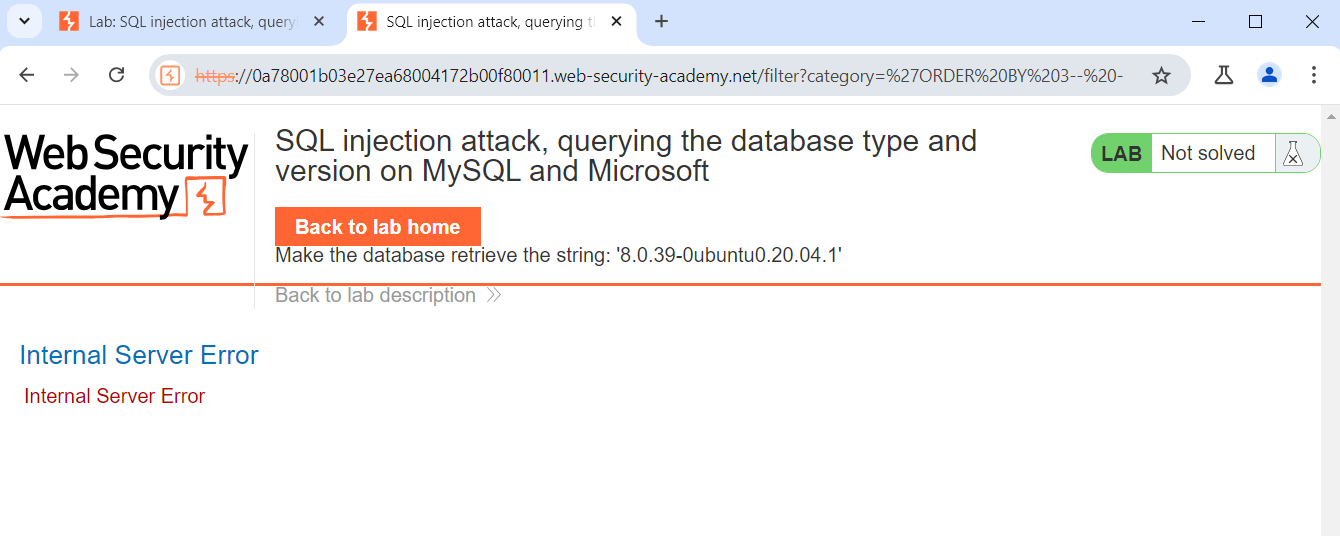 Lab: SQL injection attack, query
SQL injection attack, querying t
https://0a78001b03e27ea68004172b00f80011.web-security-academy.net/filter?category=%27ORDER%20BY%203--%20-
Web Security
Academy
SQL injection attack, querying the database type and
version on MySQL and Microsoft
LAB Not solved
Back to lab home
Make the database retrieve the string: '8.0.39-0ubuntu0.20.04.1'
Back to lab description
Internal Server Error
Internal Server Error